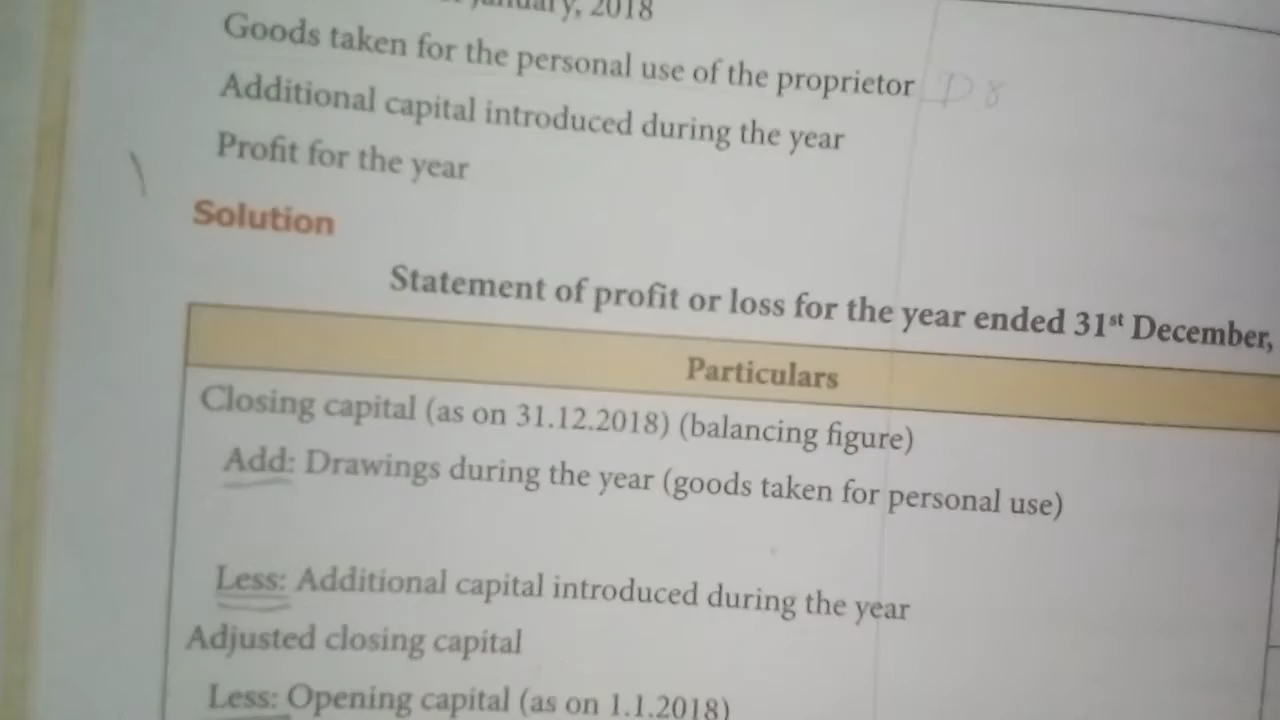 January, 2018
Goods taken for the personal use of the proprietor
Additional capital introduced during the year
Profit for the year
Solution
Statement of profit or loss for the year ended 31st December,
Particulars
Closing capital (as on 31.12.2018) (balancing figure)
Add: Drawings during the year (goods taken for personal use)
Less: Additional capital introduced during the year
Adjusted closing capital
Less: Opening capital (as on 1.1.2018)